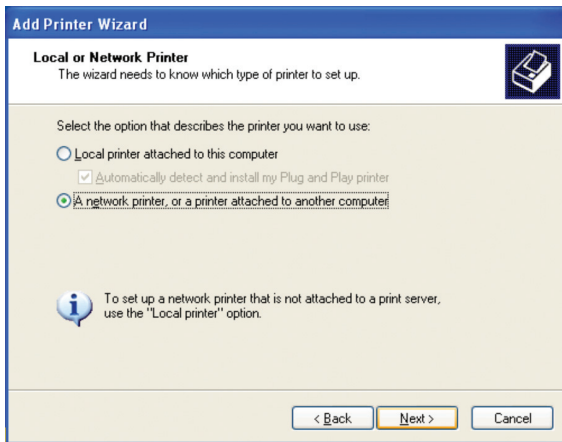 Add Printer Wizard
Local or Network Printer
The wizard needs to know which type of printer to set up.
Select the option that describes the printer you want to use:
Local printer attached to this computer
Automatically detect and install my Plug and Play printer
A network printer, or a printer attached to another computer
To set up a network printer that is not attached to a print server,
use the "Local printer" option.
< Back
Next >
Cancel